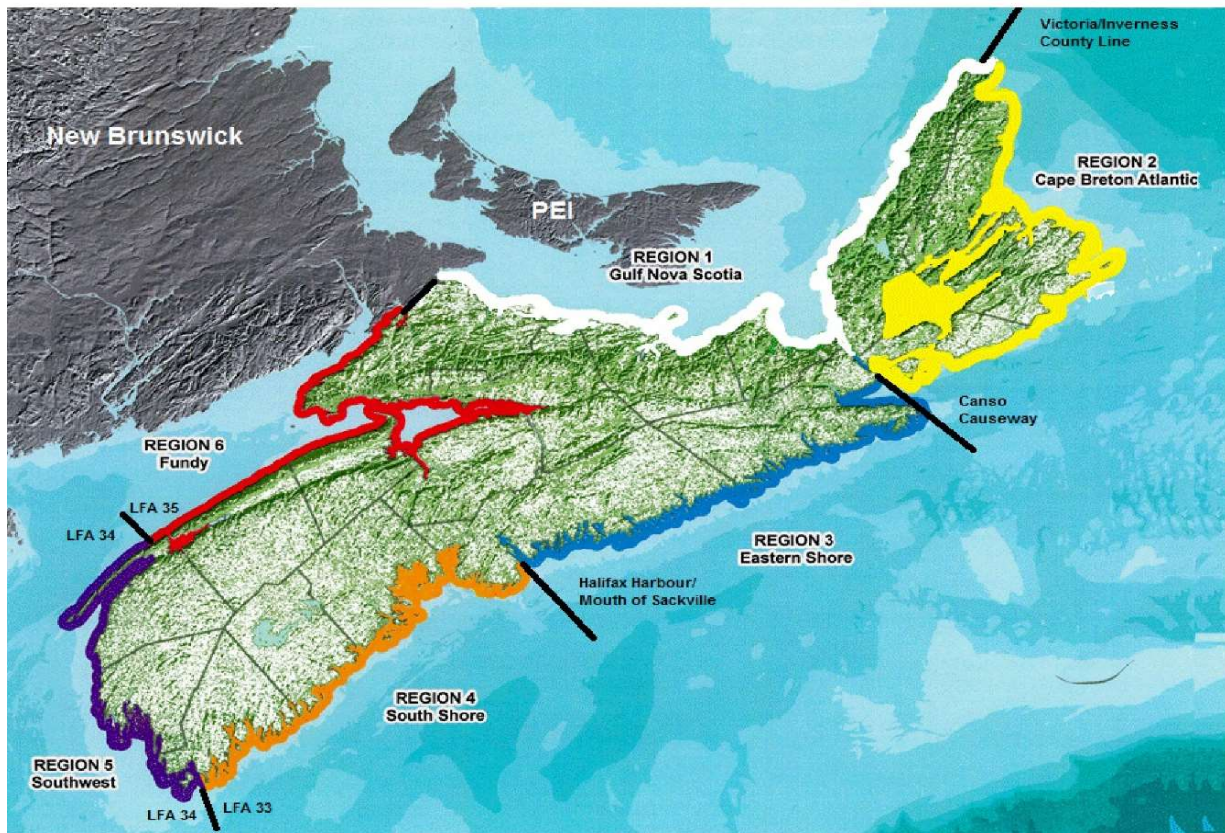 Victoria/Inverness
County Line
New Brunswick
REGION 2
Cape Breton Atlantic
PEI
REGION 1
Gulf Nova Scotia
Canso
Causeway
REGION 6
Fundy
LFA 35
LFA 34
REGION 3
Eastern Shore
Halifax Harbour/
Mouth of Sackville
REGION 4
South Shore
REGION 5
Southwest
LFA 34
LFA 33